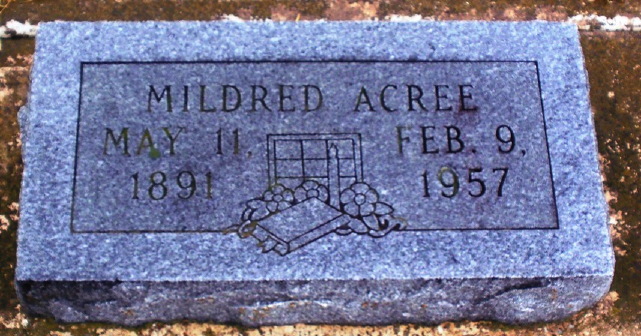 MILDRED ACREE
MAY 11, FEB. 9,
1891 1957